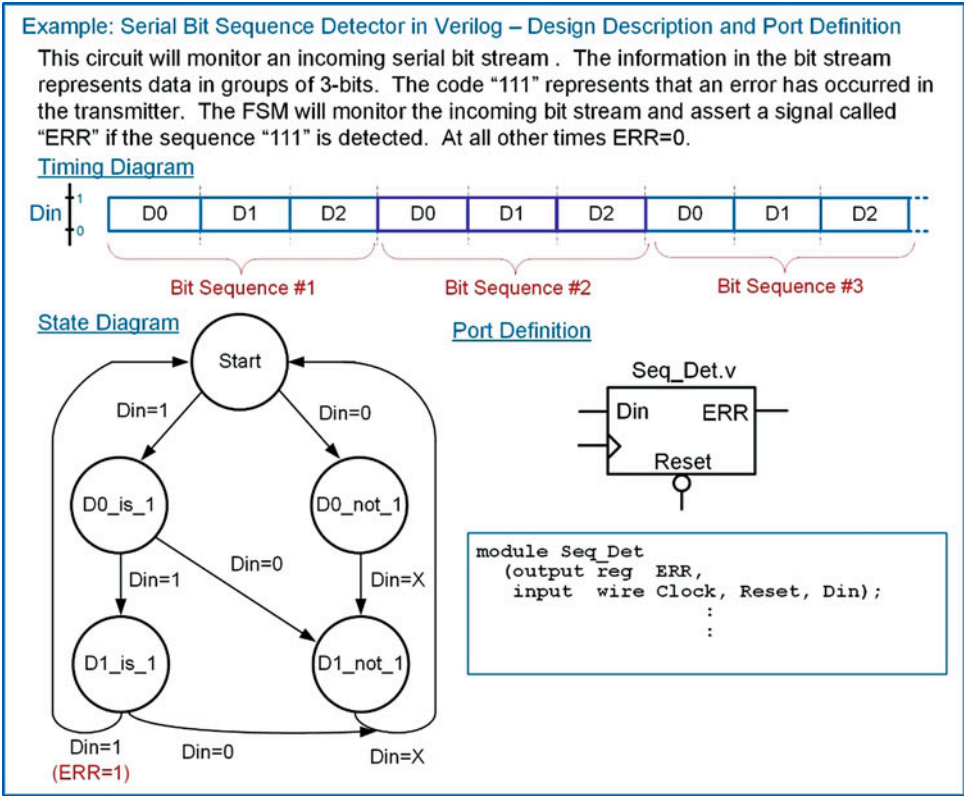 Example: Serial Bit Sequence Detector in Verilog – Design Description and Port Definition
This circuit will monitor an incoming serial bit stream . The information in the bit stream
represents data in groups of 3-bits. The code “111” represents that an error has occurred in
the transmitter. The FSM will monitor the incoming bit stream and assert a signal called
“ERR” if the sequence “111” is detected. At all other times ERR=0.
Timing Diagram
1
Din
0
D0 D1 D2 D0 D1 D2 D0 D1 D2
Bit Sequence #1 Bit Sequence #2 Bit Sequence #3
State Diagram
Start
Din=1 Din=0
D0_is_1 D0_not_1
Din=0
Din=1 Din=X
D1_is_1 D1_not_1
Din=1 Din=0 Din=X
(ERR=1)
Port Definition
Seq_Det.v
Din ERR
Reset
module Seq_Det
(output reg ERR,
input wire Clock, Reset, Din);
:
: